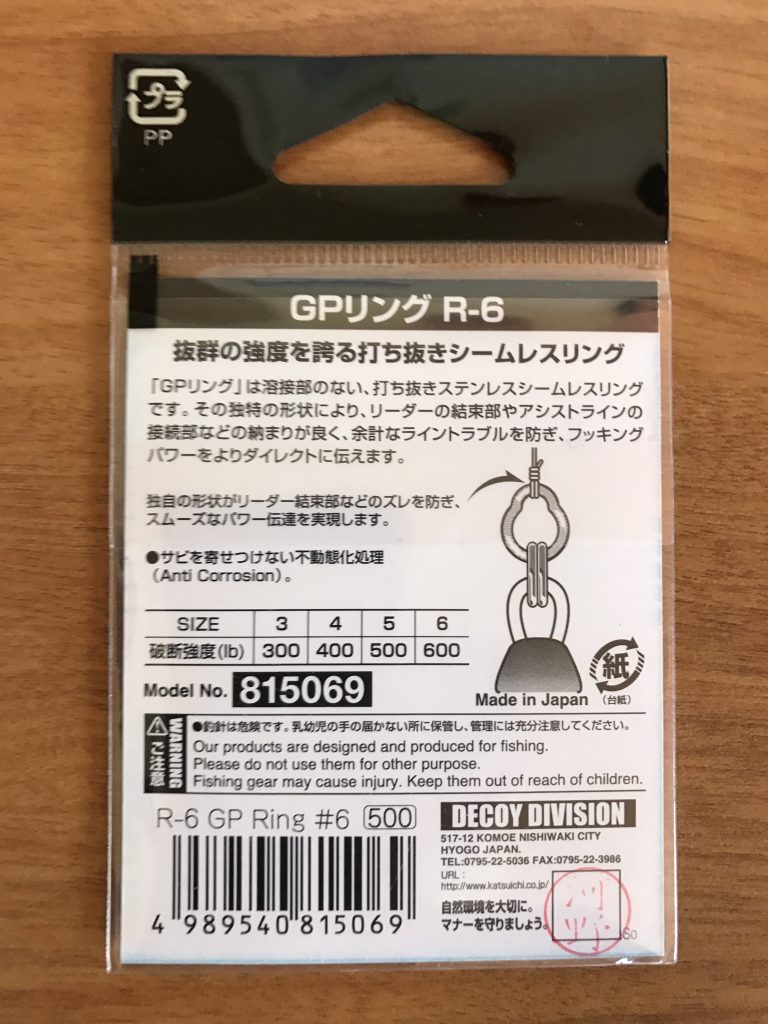 プラ
PP
GPリング R-6
抜群の強度を誇る打ち抜きシームレスリング
「GPリング」は溶接部のない、打ち抜きステンレスシームレスリング
です。その独特の形状により、リーダーの結束部やアシストラインの
接続部などの納まりが良く、余計なライントラブルを防ぎ、フッキング
パワーをよりダイレクトに伝えます。
独自の形状がリーダー結束部などのズレを防ぎ、
スムーズなパワー伝達を実現します。
●サビを寄せつけない不動態化処理
(Anti Corrosion)。
SIZE 3 4 5 6
破断強度(lb) 300 400 500 600
Model No. 815069
Made in Japan
紙
(台紙)
WARNING
ご注意
●釣針は危険です。乳幼児の手の届かない所に保管し、管理には充分注意してください。
Our products are designed and produced for fishing.
Please do not use them for other purpose.
Fishing gear may cause injury. Keep them out of reach of children.
R-6 GP Ring #6 500
4 989540 815069
DECOY DIVISION
517-12 KOMOE NISHIWAKI CITY
HYOGO JAPAN.
TEL:0795-22-5036 FAX:0795-22-3986
URL :
http://www.katsuichi.co.jp/
自然環境を大切に。
マナーを守りましょう。